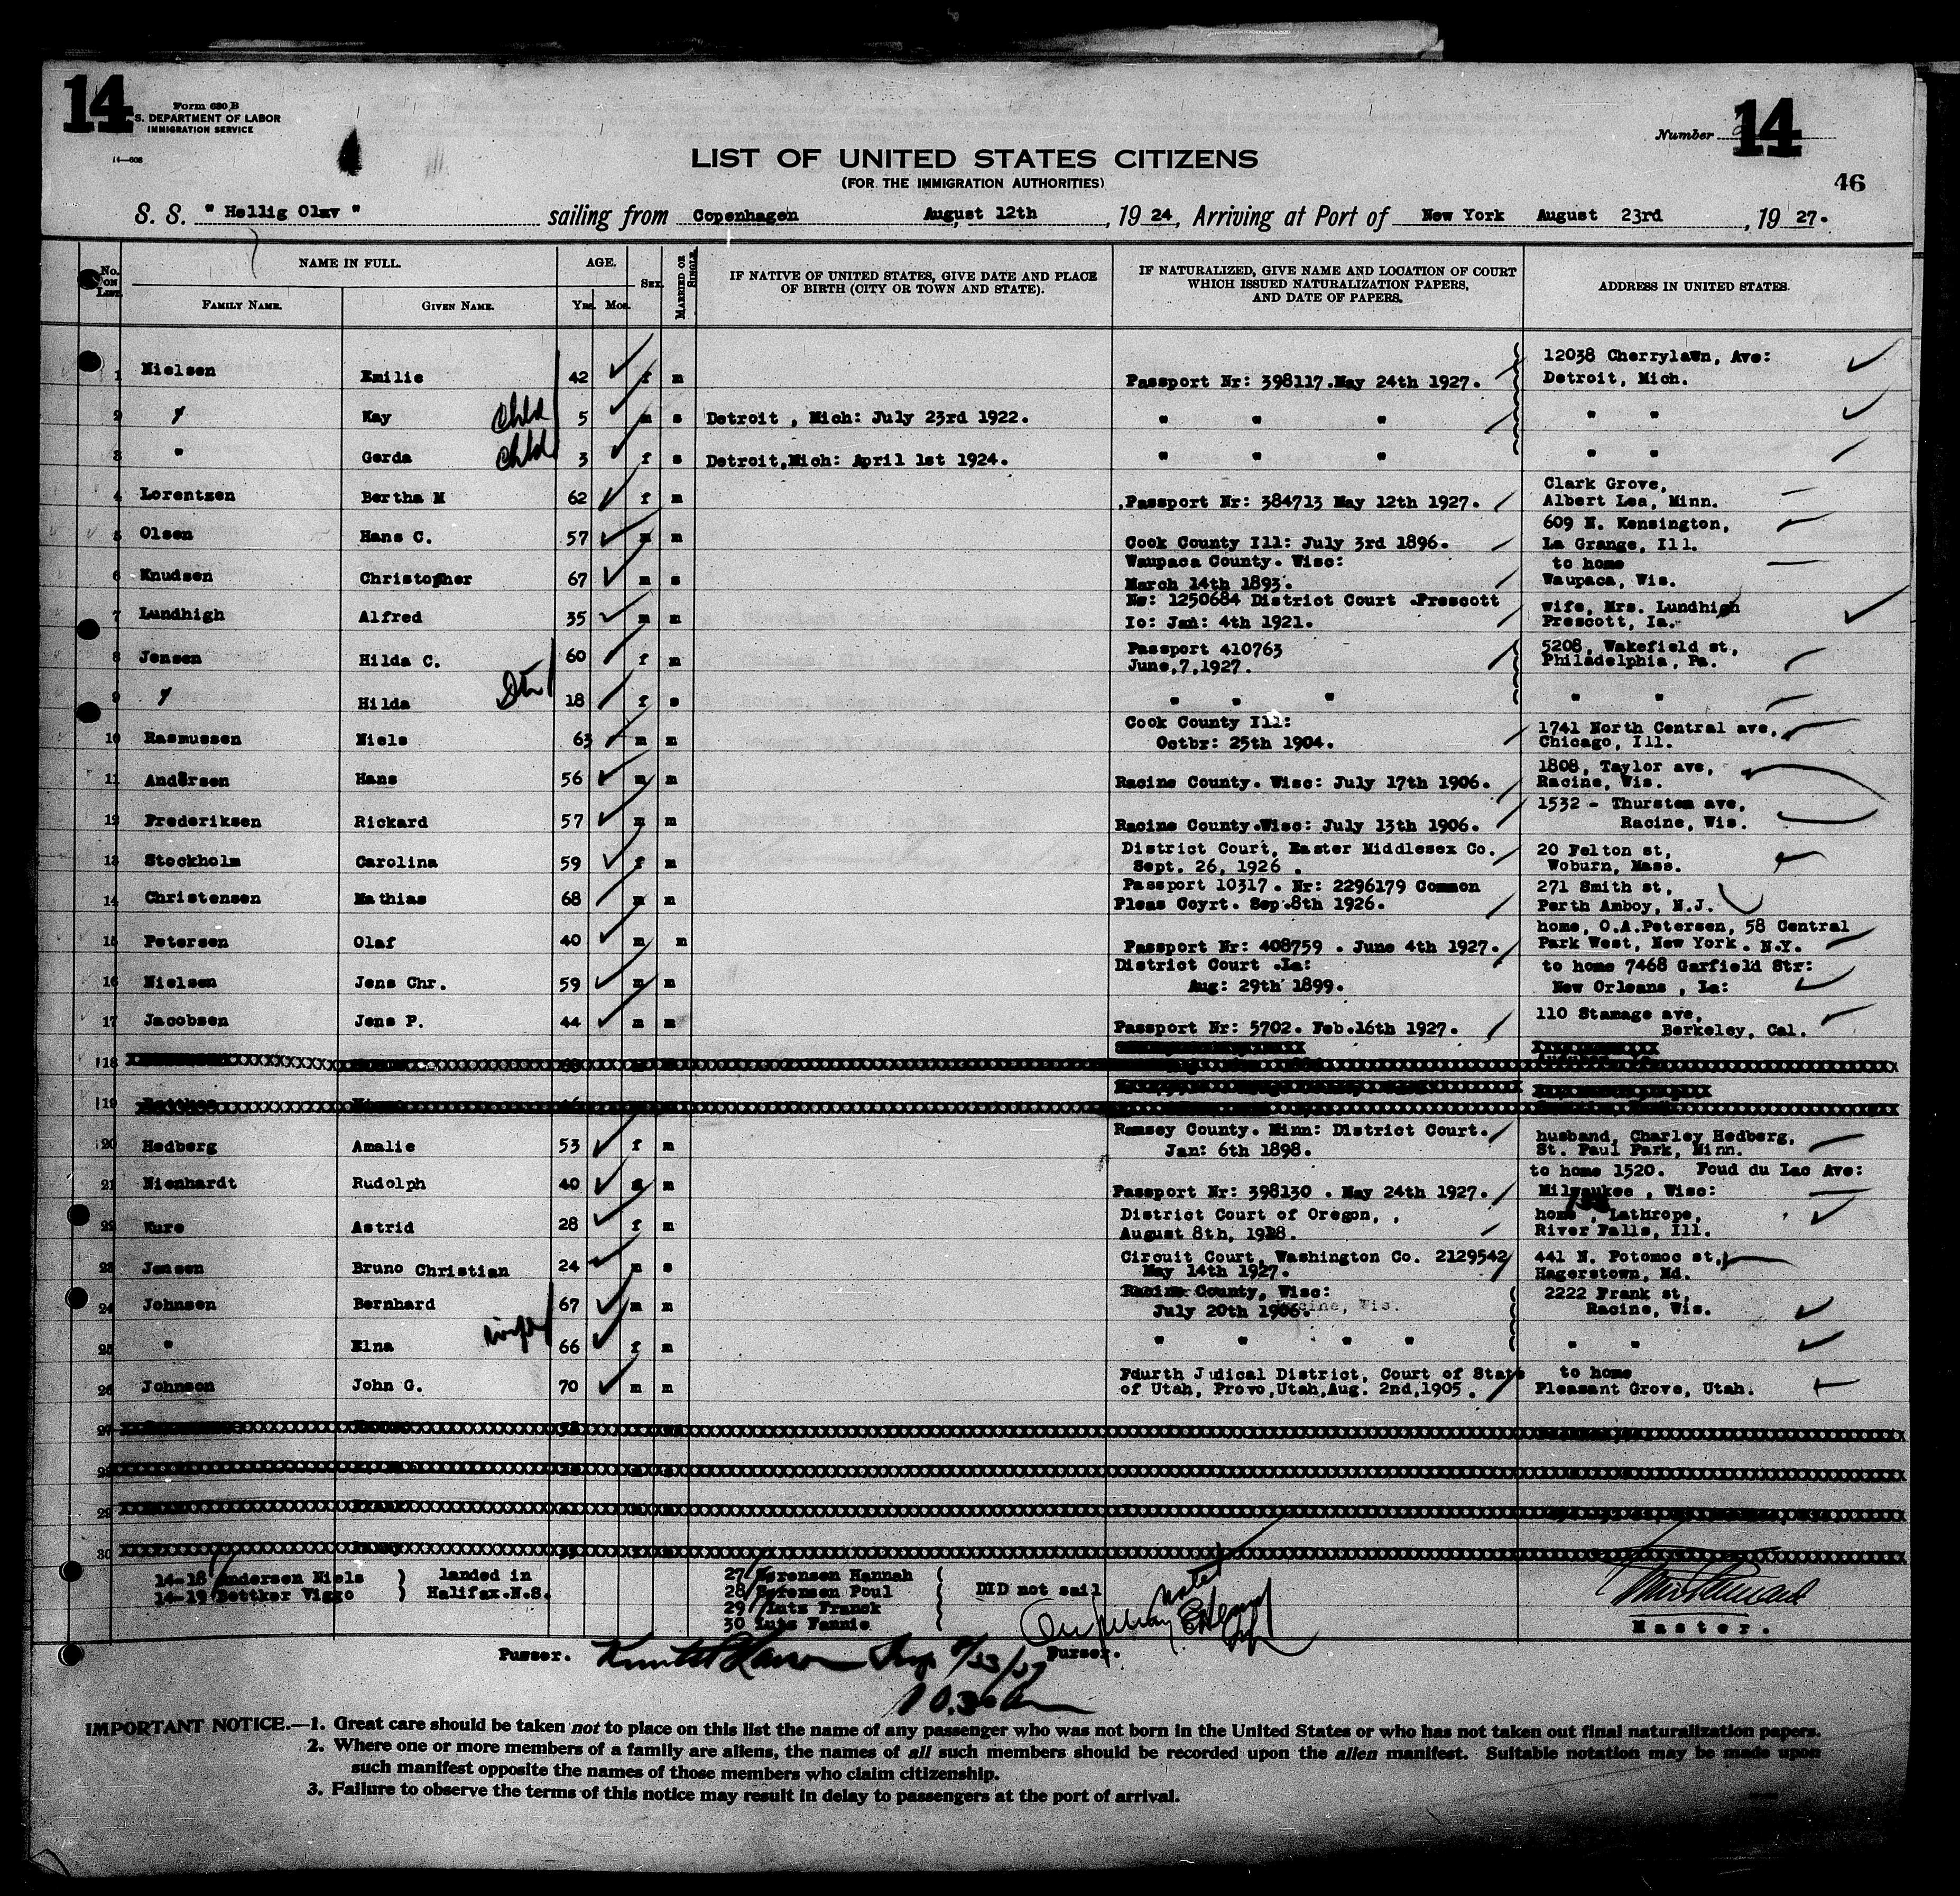 14
Form 630 B
S. DEPARTMENT OF LABOR
IMMIGRATION SERVICE
14—608
Number 14
LIST OF UNITED STATES CITIZENS
(FOR THE IMMIGRATION AUTHORITIES)
46
S. S. " Hellig Olav " sailing from Copenhagen August 12th, 1924, Arriving at Port of New York August 23rd, 1927.
No. ON LIST. NAME IN FULL. AGE. SEX. MARRIED OR SINGLE. IF NATIVE OF UNITED STATES, GIVE DATE AND PLACE OF BIRTH (CITY OR TOWN AND STATE). IF NATURALIZED, GIVE NAME AND LOCATION OF COURT WHICH ISSUED NATURALIZATION PAPERS, AND DATE OF PAPERS. ADDRESS IN UNITED STATES.
FAMILY NAME. GIVEN NAME. Yrs. Mos.
12038 Cherrylawn, Ave:
1 Nielsen Emilie 42 f m Passport Nr: 398117.May 24th 1927. Detroit, Mich.
2 " Kay Child 5 m s Detroit , Mich: July 23rd 1922. " " " " "
3 " Gerda Child 3 f s Detroit,Mich: April 1st 1924. " " " " "
Clark Grove,
4 Lorentzen Bertha M 62 f m Passport Nr: 384713 May 12th 1927. Albert Lea, Minn.
609 N. Kensington,
5 Olsen Hans C. 57 m m Cook County Ill: July 3rd 1896. La Grange, Ill.
Waupaca County. Wisc: to home
6 Knudsen Christopher 67 m s March 14th 1893. Waupaca, Wis.
No: 1250684 District Court .Prescott wife, Mrs. Lundhigh
7 Lundhigh Alfred 35 m m Io: Jan: 4th 1921. Prescott, Ia.
Passport 410763 5208, Wakefield st,
8 Jensen Hilda C. 60 f m June,7,1927. Philadelphia, Pa.
9 " Hilda 18 f s " " " " "
Cook County Ill: 1741 North Central ave,
10 Rasmussen Niels 63 m m Octbr: 25th 1904. Chicago, Ill.
1808, Taylor ave,
11 Andersen Hans 56 m m Racine County. Wisc: July 17th 1906. Racine, Wis.
1532 - Thurston ave,
12 Frederiksen Rickard 57 m m Racine County.Wisc: July 13th 1906. Racine, Wis.
District Court, Easter Middlesex Co. 20 Felton st,
13 Stockholm Carolina 59 f m Sept. 26, 1926 . Woburn, Mass.
Passport 10317 . Nr: 2296179 Common 271 Smith st,
14 Christensen Mathias 68 m m Pleas Coyrt. Sep.8th 1926. Perth Amboy, N.J.
home, O.A.Petersen, 58 Central
15 Petersen Olaf 40 m m Passport Nr: 408759 . June 4th 1927. Park West, New York. N.Y.
District Court .La: to home 7468 Garfield Str:
16 Nielsen Jens Chr. 59 m m Aug: 29th 1899. New Orleans , La:
110 Stanage ave,
17 Jacobsen Jens P. 44 m m Passport Nr: 5702. Feb.16th 1927. Berkeley, Cal.
18
19
Ramsey County. Minn: District Court. husband, Charley Hedberg,
20 Hedberg Amalie 53 f m Jan: 6th 1898. St. Paul Park, Minn.
to home 1520. Foud du Lac Ave:
21 Nienhardt Rudolph 40 m m Passport Nr: 398130 . May 24th 1927. Milwaukee , Wisc:
District Court of Oregon, , home, Lathrope,
22 Wure Astrid 28 f m August 8th, 1928. River Falls, Ill.
Circuit Court, Washington Co. 2129542 441 N. Potomoc st,
23 Jensen Bruno Christian 24 m s May 14th 1927. Hagerstown, Md.
Racine County, Wisc: 2222 Frank st,
24 Johnsen Bernhard 67 m m July 20th 1906. Racine, Wis.
25 " Elna wife 66 f m " " " " " "
Fourth Judical District, Court of State to home
26 Johnson John G. 70 m m of Utah, Provo,Utah,Aug. 2nd,1905. Pleasant Grove, Utah.
27
28
29
30
14-18 Andersen Niels ) landed in
14-19 Bettker Viggo ) Halifax.N.S.
27 Sorensen Hannah
28 Sorensen Poul DID not sail
29 Lutz Franck
30 Lutz Fannie
Master.
Pusser. Purser.
10.30 Am
IMPORTANT NOTICE.—1. Great care should be taken not to place on this list the name of any passenger who was not born in the United States or who has not taken out final naturalization papers.
2. Where one or more members of a family are aliens, the names of all such members should be recorded upon the alien manifest. Suitable notation may be made upon
such manifest opposite the names of those members who claim citizenship.
3. Failure to observe the terms of this notice may result in delay to passengers at the port of arrival.